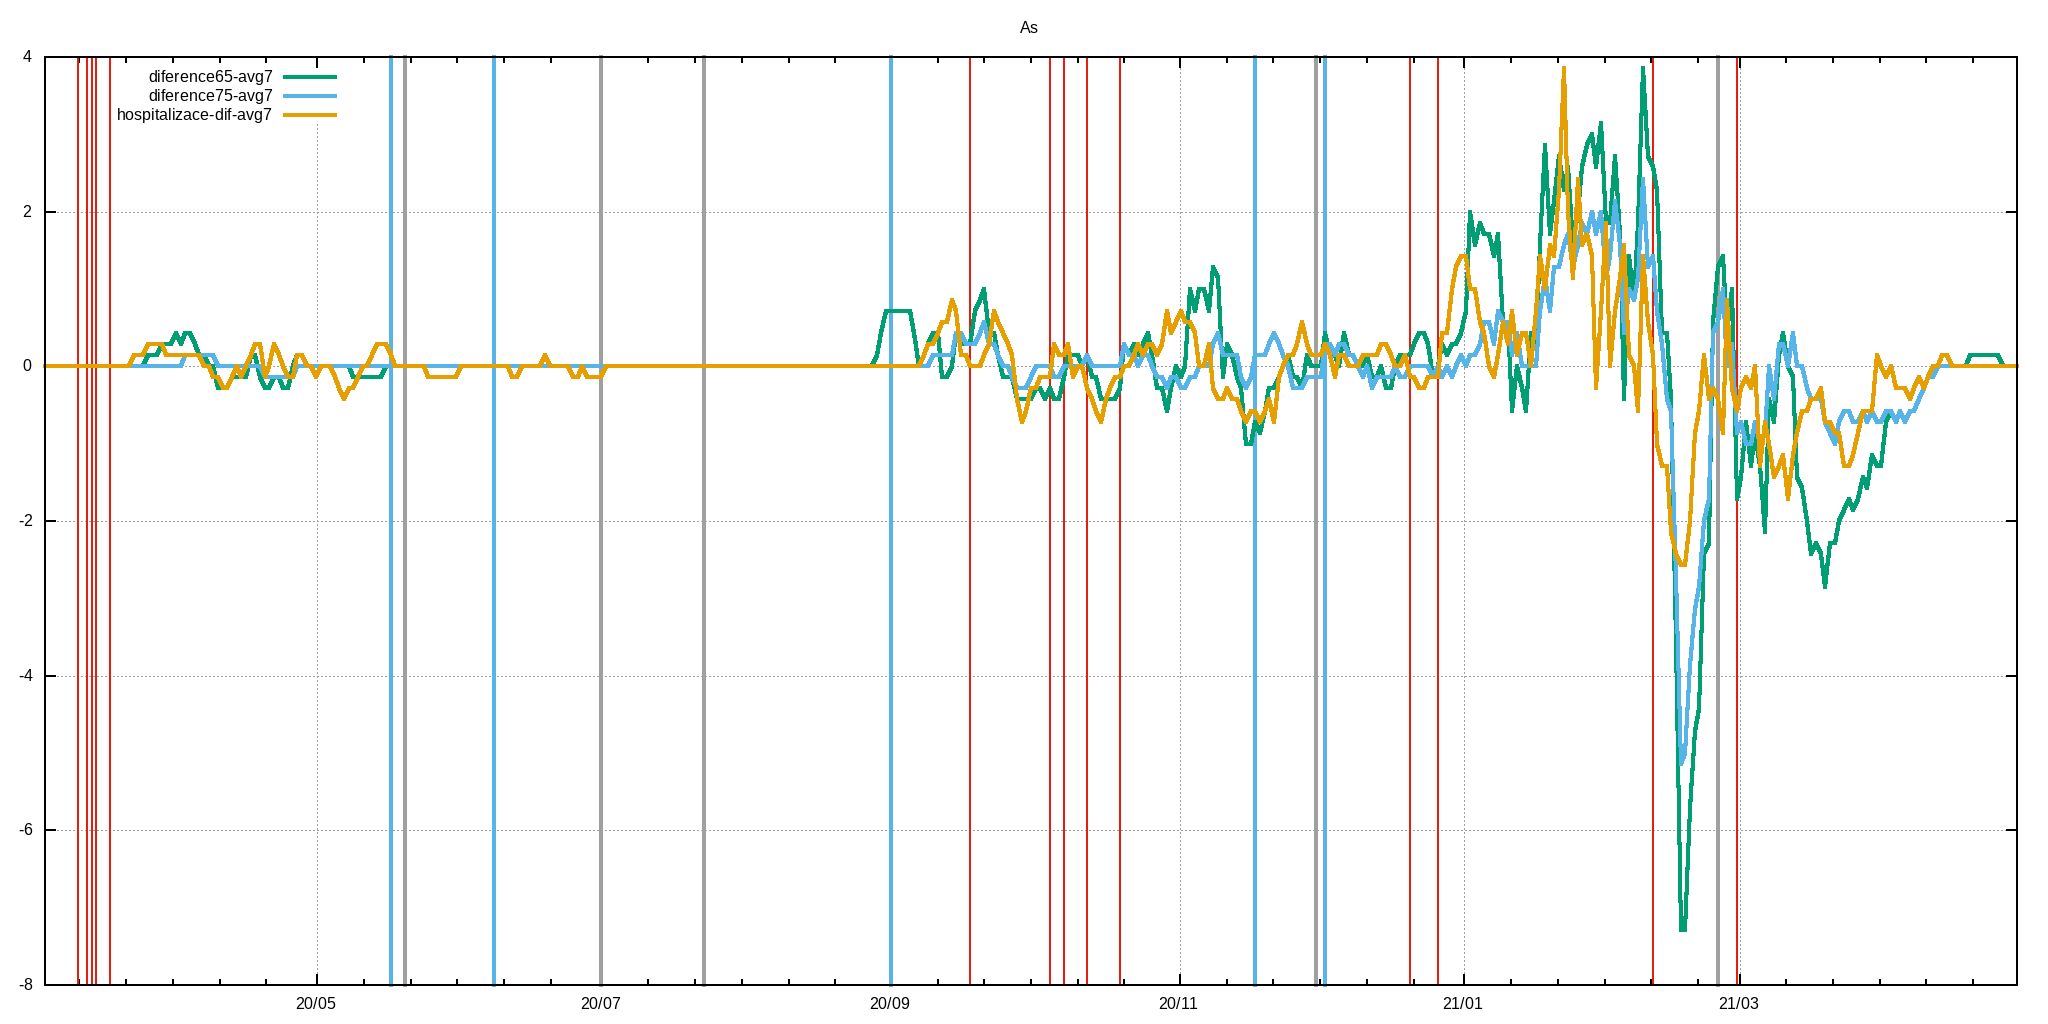 As
4
diference65-avg7
diference75-avg7
hospitalizace-dif-avg7
2
0
-2
-4
-6
-8
20/05 20/07 20/09 20/11 21/01 21/03